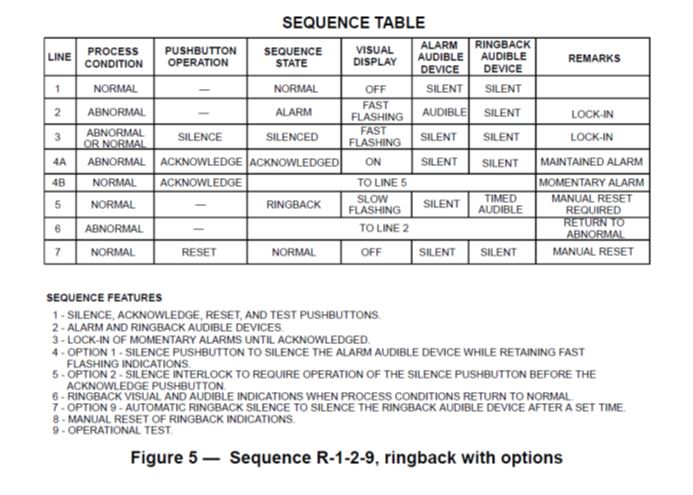 SEQUENCE TABLE
LINE PROCESS CONDITION PUSHBUTTON OPERATION SEQUENCE STATE VISUAL DISPLAY ALARM AUDIBLE DEVICE RINGBACK AUDIBLE DEVICE REMARKS
1 NORMAL — NORMAL OFF SILENT SILENT
2 ABNORMAL — ALARM FAST FLASHING AUDIBLE SILENT LOCK-IN
3 ABNORMAL OR NORMAL SILENCE SILENCED FAST FLASHING SILENT SILENT LOCK-IN
4A ABNORMAL ACKNOWLEDGE ACKNOWLEDGED ON SILENT SILENT MAINTAINED ALARM
4B NORMAL ACKNOWLEDGE TO LINE 5 MOMENTARY ALARM
5 NORMAL — RINGBACK SLOW FLASHING SILENT TIMED AUDIBLE MANUAL RESET REQUIRED
6 ABNORMAL — TO LINE 2 RETURN TO ABNORMAL
7 NORMAL RESET NORMAL OFF SILENT SILENT MANUAL RESET
SEQUENCE FEATURES
1 - SILENCE, ACKNOWLEDGE, RESET, AND TEST PUSHBUTTONS.
2 - ALARM AND RINGBACK AUDIBLE DEVICES.
3 - LOCK-IN OF MOMENTARY ALARMS UNTIL ACKNOWLEDGED.
4 - OPTION 1 - SILENCE PUSHBUTTON TO SILENCE THE ALARM AUDIBLE DEVICE WHILE RETAINING FAST
FLASHING INDICATIONS.
5 - OPTION 2 - SILENCE INTERLOCK TO REQUIRE OPERATION OF THE SILENCE PUSHBUTTON BEFORE THE
ACKNOWLEDGE PUSHBUTTON.
6 - RINGBACK VISUAL AND AUDIBLE INDICATIONS WHEN PROCESS CONDITIONS RETURN TO NORMAL.
7 - OPTION 9 - AUTOMATIC RINGBACK SILENCE TO SILENCE THE RINGBACK AUDIBLE DEVICE AFTER A SET TIME.
8 - MANUAL RESET OF RINGBACK INDICATIONS.
9 - OPERATIONAL TEST.
Figure 5 — Sequence R-1-2-9, ringback with options